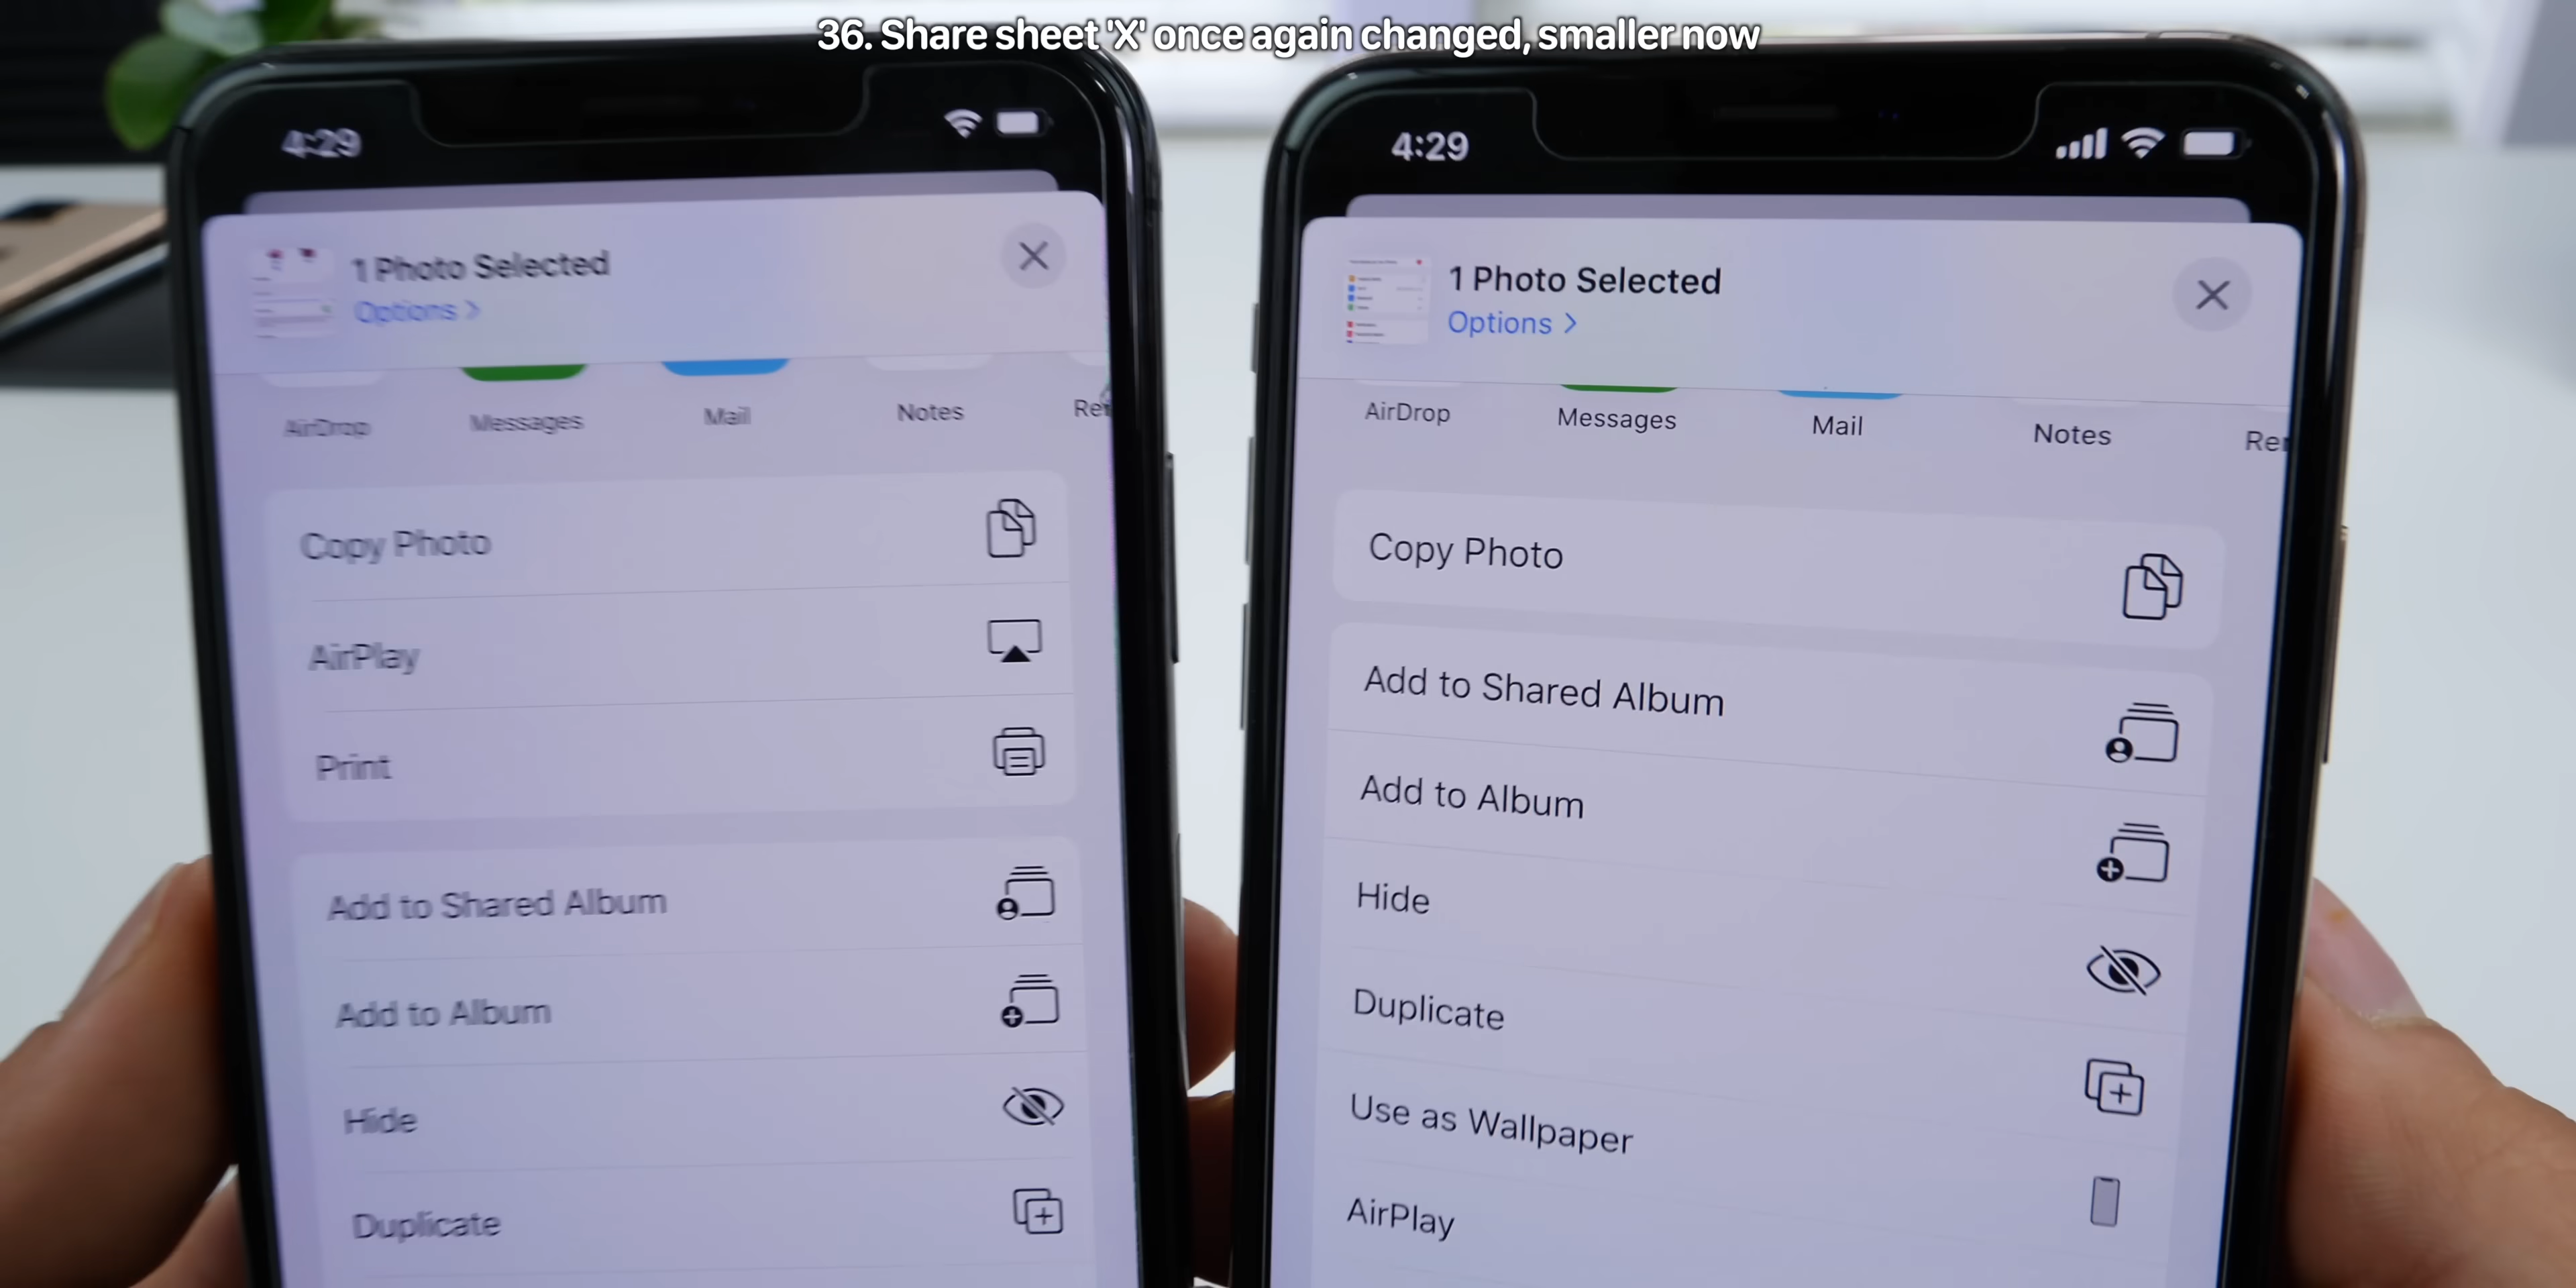 36. Share sheet 'X' once again changed, smaller now
4:29
1 Photo Selected
Options >
AirDrop
Messages
Mail
Notes
Copy Photo
AirPlay
Print
Add to Shared Album
Add to Album
Hide
Duplicate
4:29
1 Photo Selected
Options >
AirDrop
Messages
Mail
Notes
Copy Photo
Add to Shared Album
Add to Album
Hide
Duplicate
Use as Wallpaper
AirPlay